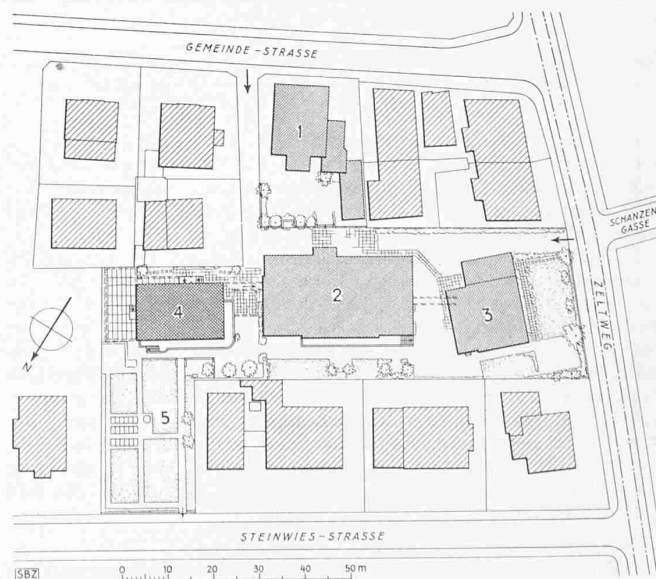 GEMEINDE-STRASSE
1
SCHANZEN
GASSE
2
3
ZELTWEG
4
N
5
STEINWIES-STRASSE
SBZ
0 10 20 30 40 50 m